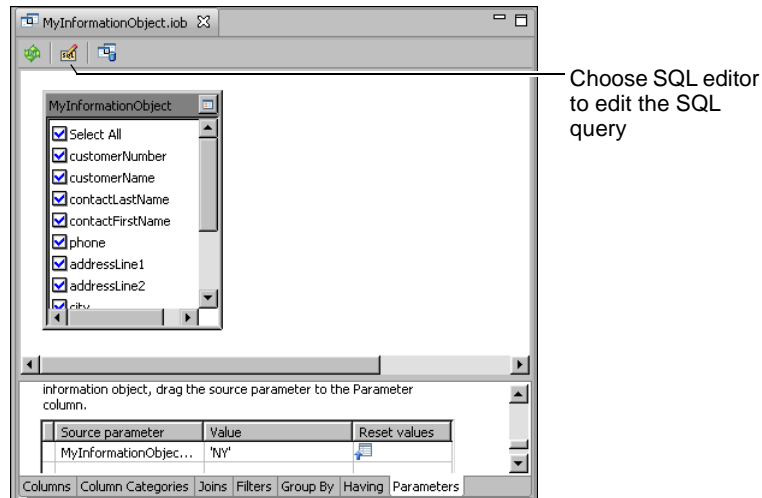 MyInformationObject.iob
SQL
Choose SQL editor
to edit the SQL
query
MyInformationObject
Select All
customerNumber
customerName
contactLastName
contactFirstName
phone
addressLine1
addressLine2
city
information object, drag the source parameter to the Parameter
column.
Source parameter Value Reset values
MyInformationObjec... 'NY'
Columns Column Categories Joins Filters Group By Having Parameters